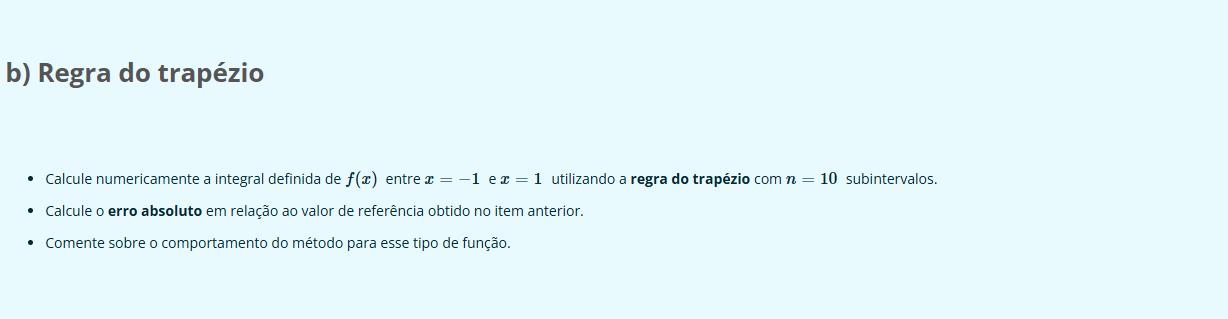 b) Regra do trapézio
• Calcule numericamente a integral definida de f(x) entre x = −1 e x = 1 utilizando a regra do trapézio com n = 10 subintervalos.
• Calcule o erro absoluto em relação ao valor de referência obtido no item anterior.
• Comente sobre o comportamento do método para esse tipo de função.